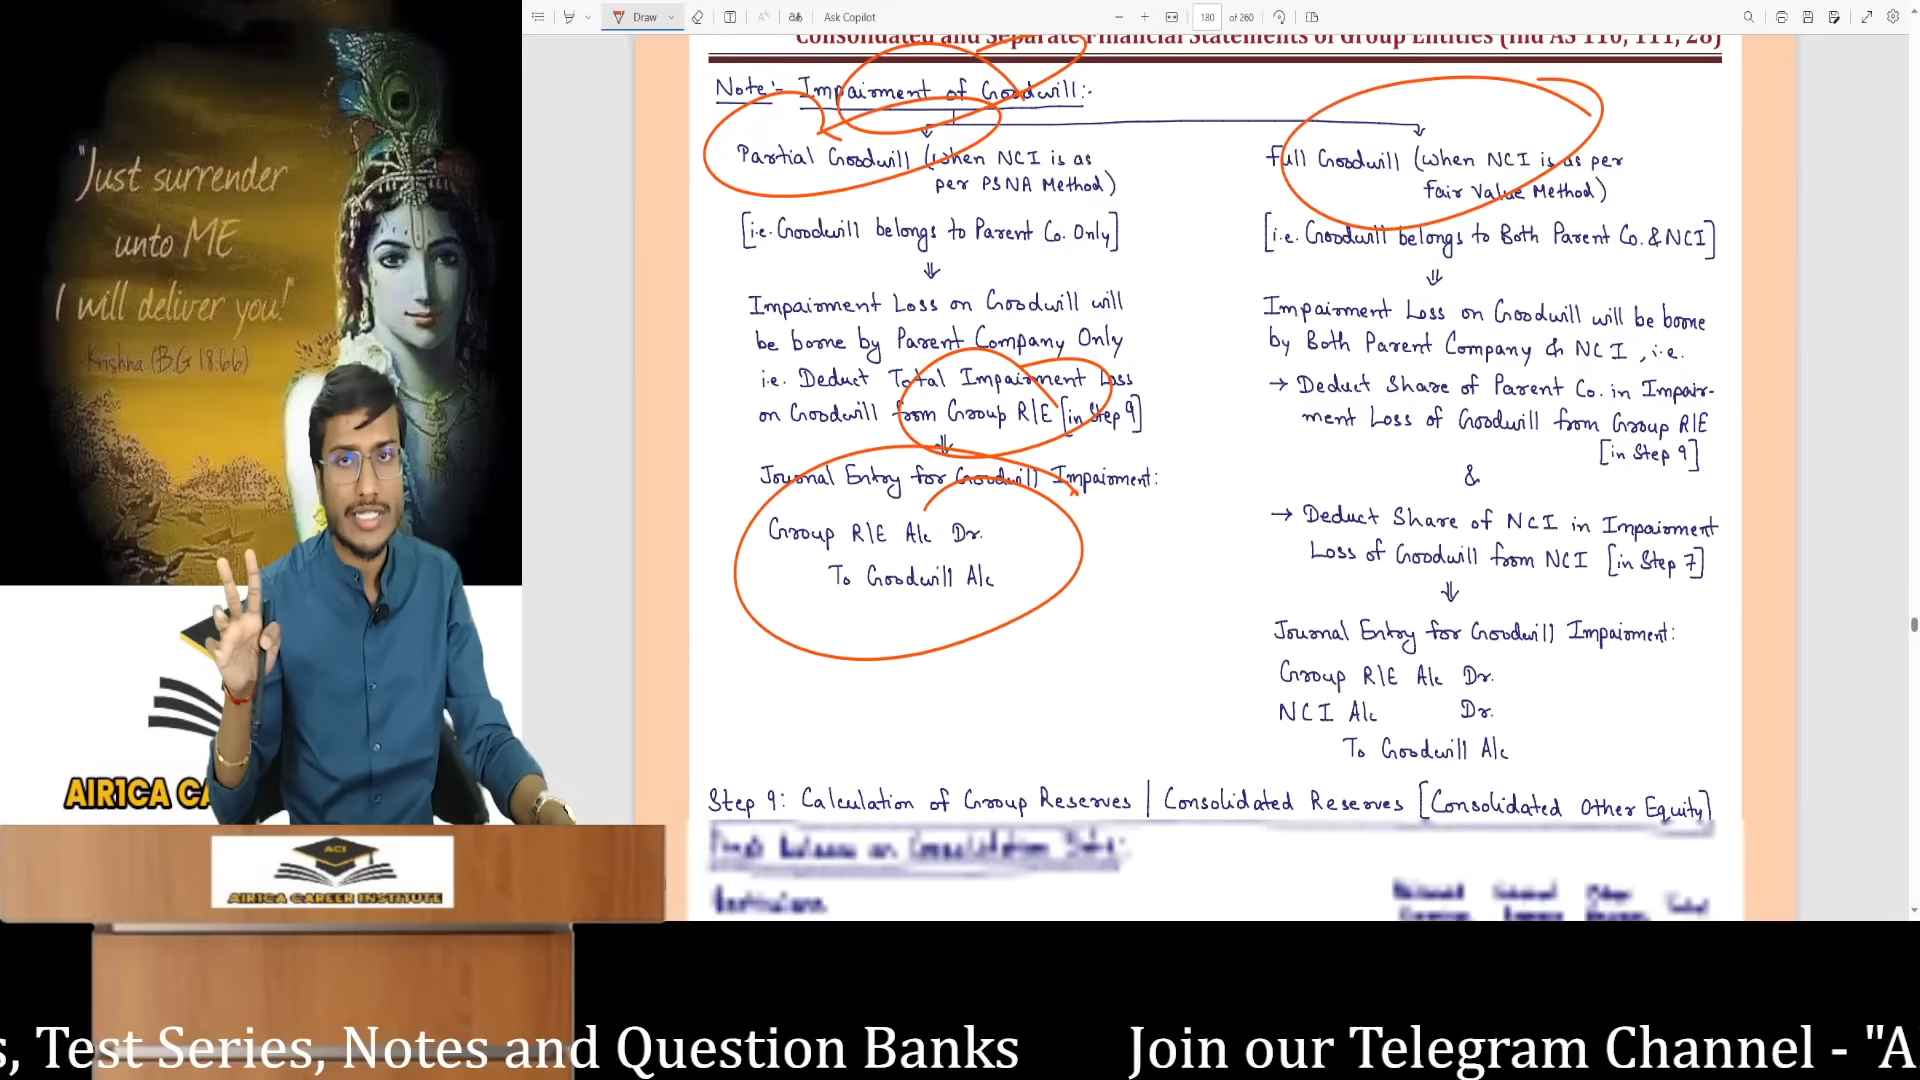 "Just surrender
unto ME
I will deliver you!"
- Krishna (BG 18:66)
AIR1CA CA
ACI
AIR1CA CAREER INSTITUTE
Draw
Ask Copilot
180 of 260
Consolidated and Separate Financial Statements of Group Entities (Ind AS 110, 111, 28)
Note:- Impairment of Goodwill:-
Partial Goodwill (When NCI is as
per PSNA Method)
[i.e. Goodwill belongs to Parent Co. Only]
Impairment Loss on Goodwill will
be borne by Parent Company Only
i.e. Deduct Total Impairment Loss
on Goodwill from Group R/E [in Step 9]
Journal Entry for Goodwill Impairment:
Group R/E A/c Dr.
To Goodwill A/c
Full Goodwill (When NCI is as per
Fair Value Method)
[i.e. Goodwill belongs to Both Parent Co. & NCI]
Impairment Loss on Goodwill will be borne
by Both Parent Company & NCI, i.e.
→ Deduct Share of Parent Co. in Impair-
ment Loss of Goodwill from Group R/E
[in Step 9]
&
→ Deduct Share of NCI in Impairment
Loss of Goodwill from NCI [in Step 7]
Journal Entry for Goodwill Impairment:
Group R/E A/c Dr.
NCI A/c Dr.
To Goodwill A/c
Step 9: Calculation of Group Reserves | Consolidated Reserves [Consolidated Other Equity]
s, Test Series, Notes and Question Banks
Join our Telegram Channel - "A